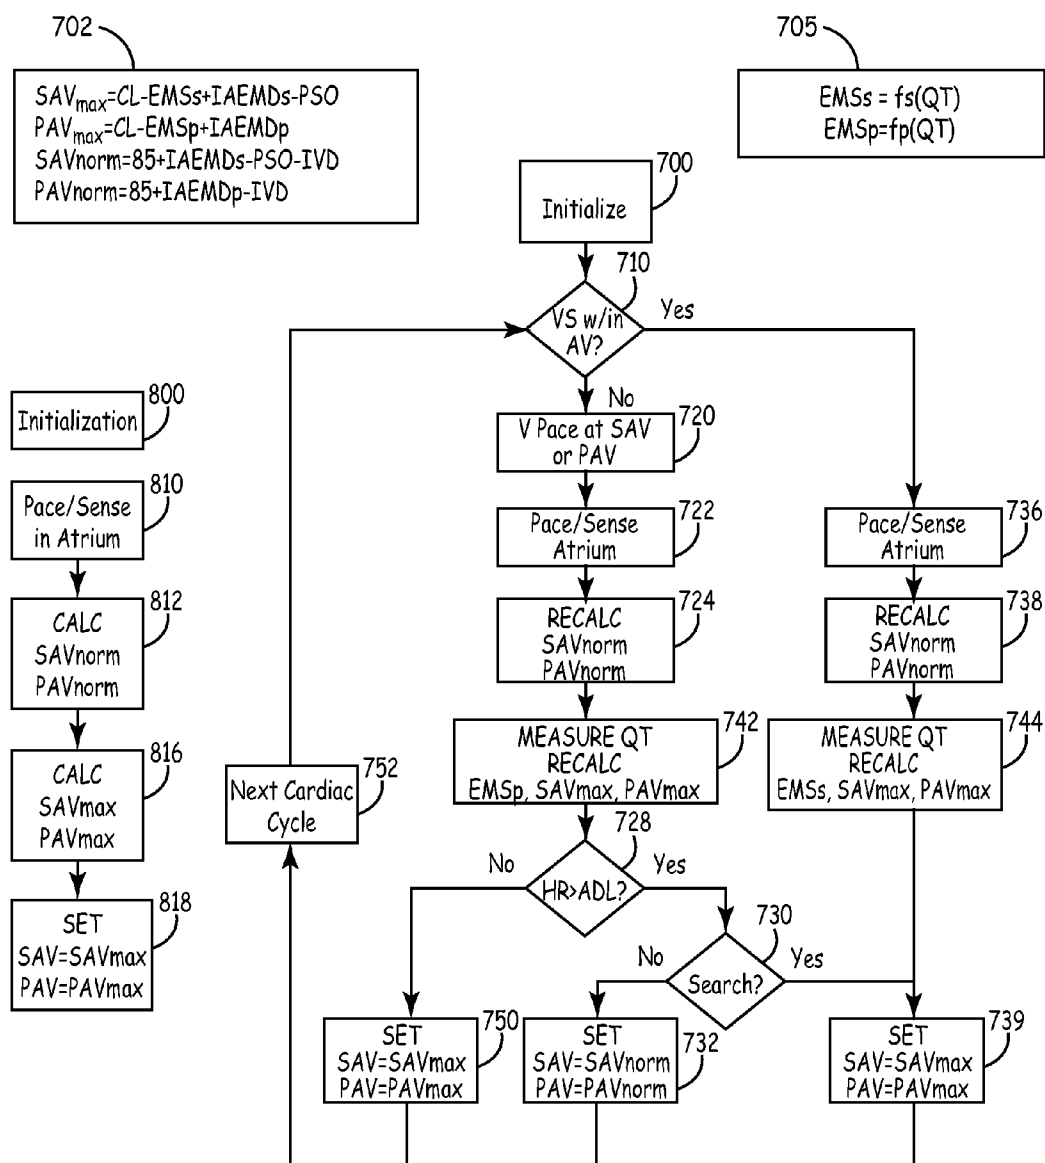 702
SAVmax=CL-EMSs+IAEMDs-PSO
PAVmax=CL-EMSp+IAEMDp
SAVnorm=85+IAEMDs-PSO-IVD
PAVnorm=85+IAEMDp-IVD
705
EMSs = fs(QT)
EMSp=fp(QT)
700
Initialize
710
VS w/in
AV?
Yes
No
800
Initialization
810
Pace/Sense
in Atrium
812
CALC
SAVnorm
PAVnorm
816
CALC
SAVmax
PAVmax
818
SET
SAV=SAVmax
PAV=PAVmax
752
Next Cardiac
Cycle
720
V Pace at SAV
or PAV
722
Pace/Sense
Atrium
724
RECALC
SAVnorm
PAVnorm
742
MEASURE QT
RECALC
EMSp, SAVmax, PAVmax
728
HR>ADL?
No
Yes
730
Search?
No
Yes
736
Pace/Sense
Atrium
738
RECALC
SAVnorm
PAVnorm
744
MEASURE QT
RECALC
EMSs, SAVmax, PAVmax
750
SET
SAV=SAVmax
PAV=PAVmax
732
SET
SAV=SAVnorm
PAV=PAVnorm
739
SET
SAV=SAVmax
PAV=PAVmax